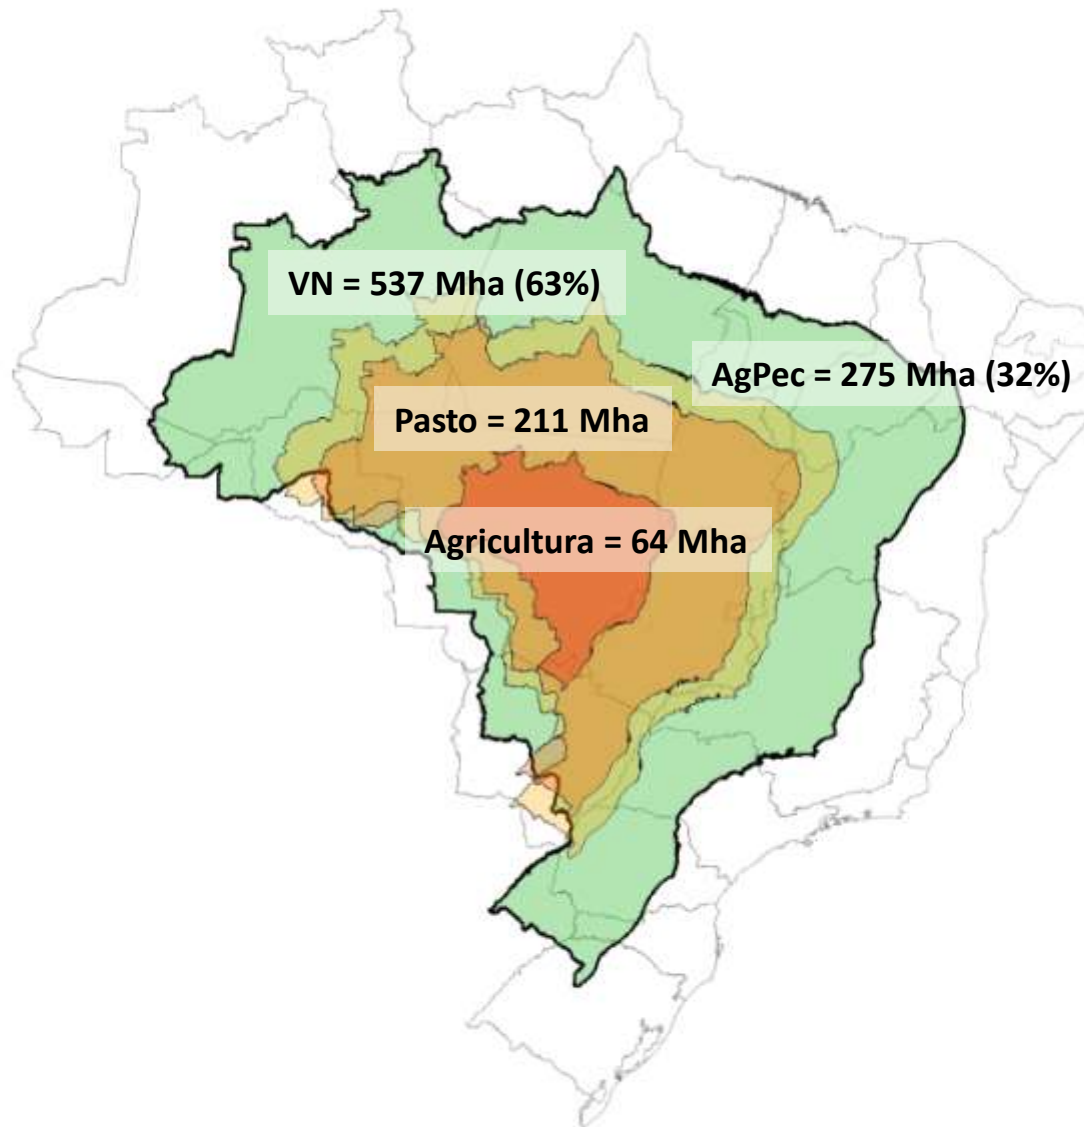 VN = 537 Mha (63%)
AgPec = 275 Mha (32%)
Pasto = 211 Mha
Agricultura = 64 Mha